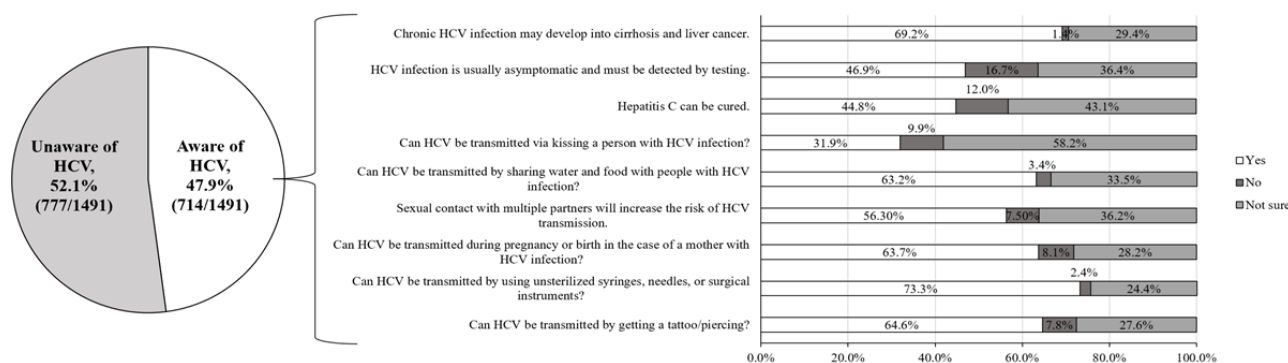 Unaware of
HCV,
52.1%
(777/1491)
Aware of
HCV,
47.9%
(714/1491)
Chronic HCV infection may develop into cirrhosis and liver cancer.
69.2%
1.4%
29.4%
HCV infection is usually asymptomatic and must be detected by testing.
46.9%
16.7%
36.4%
Hepatitis C can be cured.
44.8%
12.0%
43.1%
Can HCV be transmitted via kissing a person with HCV infection?
31.9%
9.9%
58.2%
Can HCV be transmitted by sharing water and food with people with HCV
infection?
63.2%
3.4%
33.5%
Sexual contact with multiple partners will increase the risk of HCV
transmission.
56.30%
7.50%
36.2%
Can HCV be transmitted during pregnancy or birth in the case of a mother with
HCV infection?
63.7%
8.1%
28.2%
Can HCV be transmitted by using unsterilized syringes, needles, or surgical
instruments?
73.3%
2.4%
24.4%
Can HCV be transmitted by getting a tattoo/piercing?
64.6%
7.8%
27.6%
0.0%
20.0%
40.0%
60.0%
80.0%
100.0%
Yes
No
Not sure